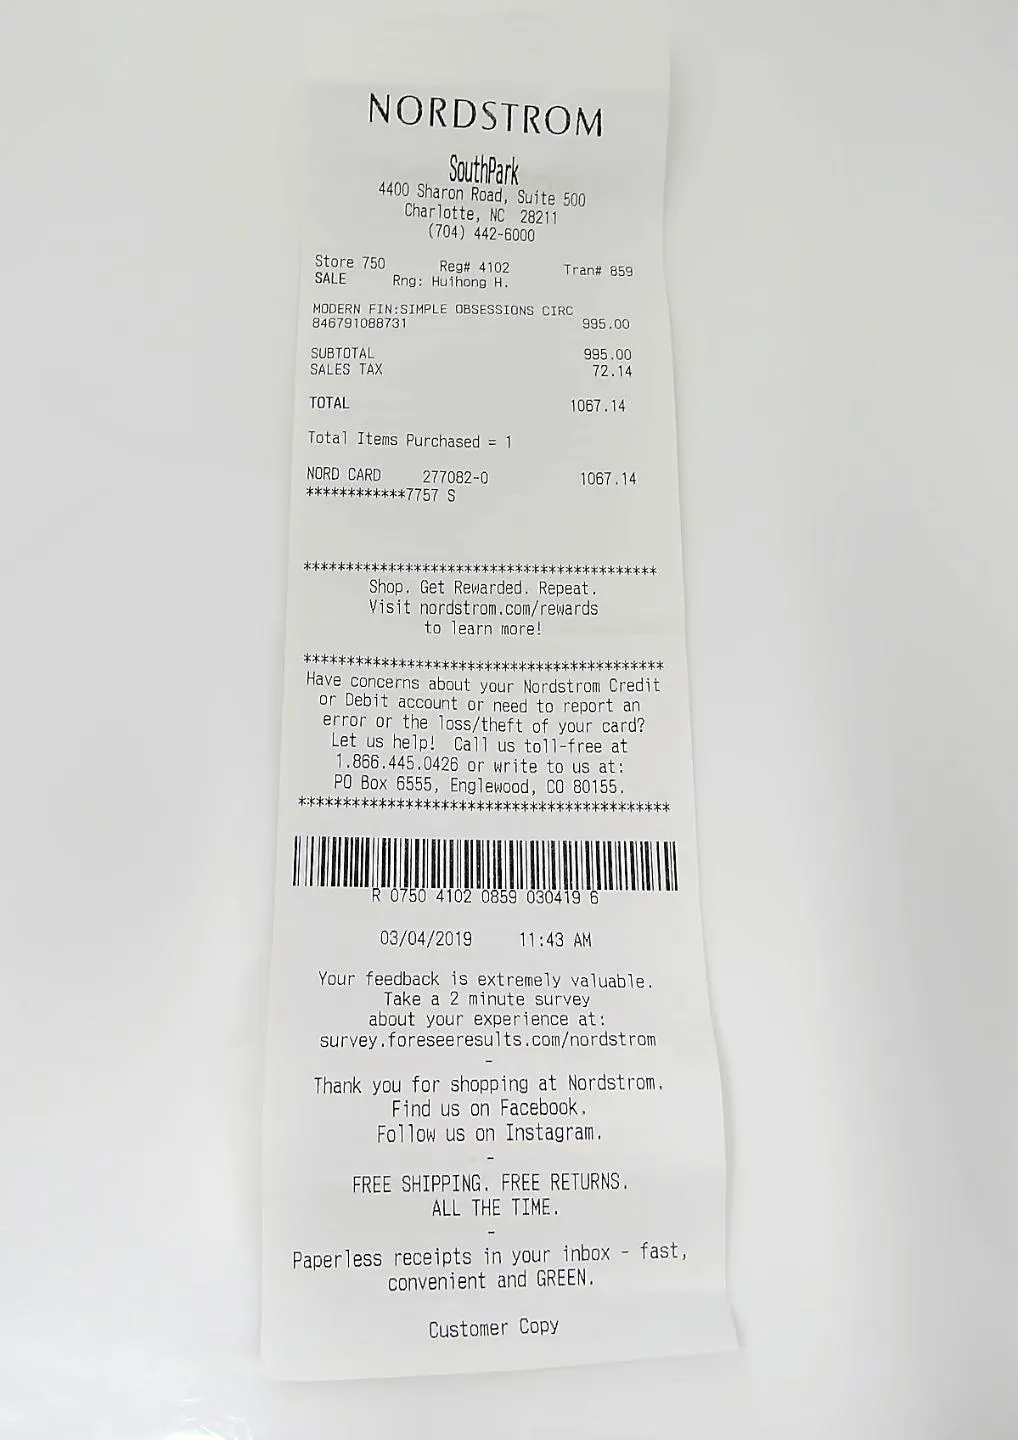 NORDSTROM
SouthPark
4400 Sharon Road, Suite 500
Charlotte, NC 28211
(704) 442-6000
Store 750 Reg# 4102 Tran# 859
SALE Rng: Huihong H.
MODERN FIN:SIMPLE OBSESSIONS CIRC
846791088731 995.00
SUBTOTAL 995.00
SALES TAX 72.14
TOTAL 1067.14
Total Items Purchased = 1
NORD CARD 277082-0 1067.14
************7757 S
*******************************************
Shop. Get Rewarded. Repeat.
Visit nordstrom.com/rewards
to learn more!
*******************************************
Have concerns about your Nordstrom Credit
or Debit account or need to report an
error or the loss/theft of your card?
Let us help! Call us toll-free at
1.866.445.0426 or write to us at:
PO Box 6555, Englewood, CO 80155.
*******************************************
R 0750 4102 0859 030419 6
03/04/2019 11:43 AM
Your feedback is extremely valuable.
Take a 2 minute survey
about your experience at:
survey.foreseeresults.com/nordstrom
-
Thank you for shopping at Nordstrom.
Find us on Facebook.
Follow us on Instagram.
-
FREE SHIPPING. FREE RETURNS.
ALL THE TIME.
-
Paperless receipts in your inbox - fast,
convenient and GREEN.
Customer Copy